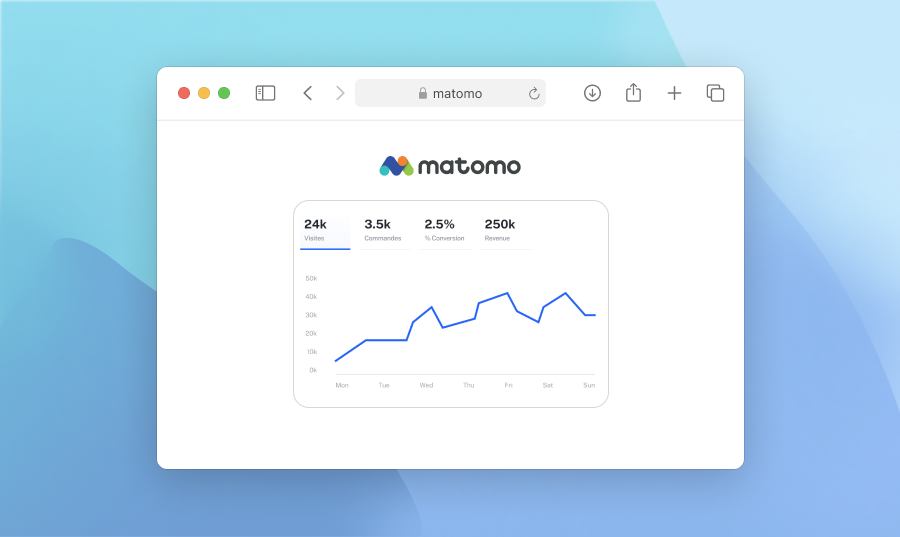 matomo
matomo
24k 3.5k 2.5% 250k
Visites Commandes % Conversion Revenue
50k
40k
30k
20k
10k
0k
Mon Tue Wed Thu Fri Sat Sun